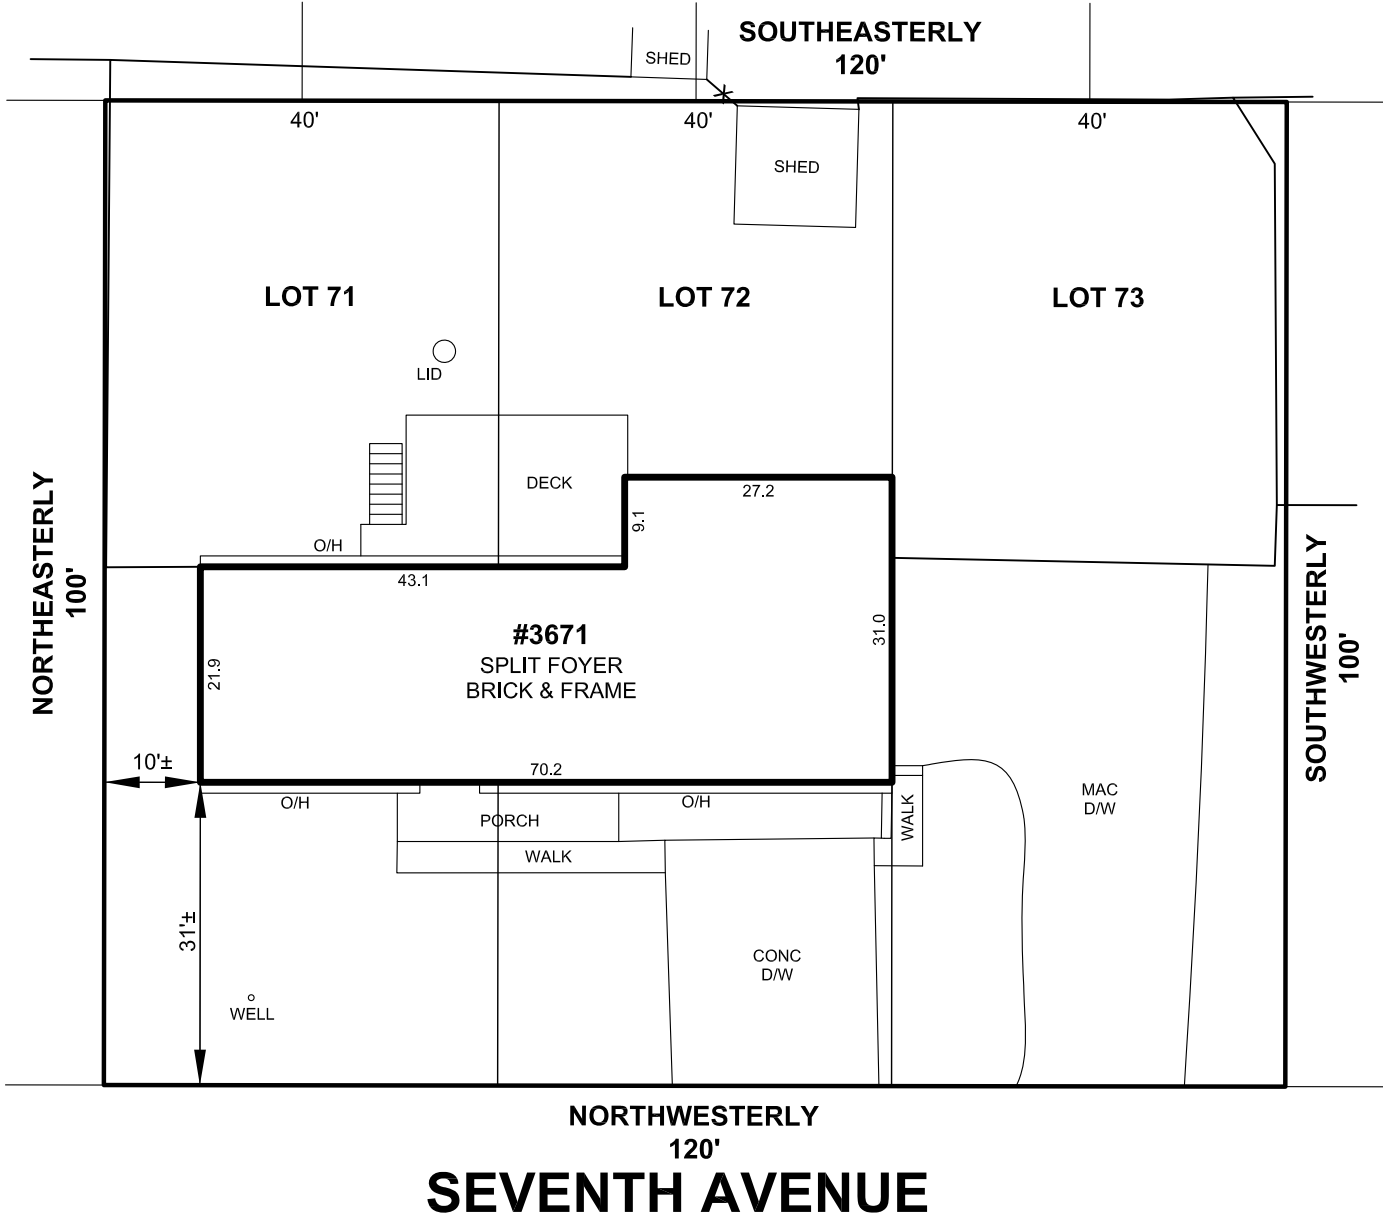 SHED
SOUTHEASTERLY
120'
40'
40'
40'
SHED
LOT 71
LOT 72
LOT 73
LID
DECK
27.2
9.1
O/H
43.1
NORTHEASTERLY
100'
#3671
SPLIT FOYER
BRICK & FRAME
21.9
31.0
SOUTHWESTERLY
100'
10'±
70.2
O/H
O/H
PORCH
WALK
WALK
MAC
D/W
31'±
CONC
D/W
WELL
NORTHWESTERLY
120'
SEVENTH AVENUE